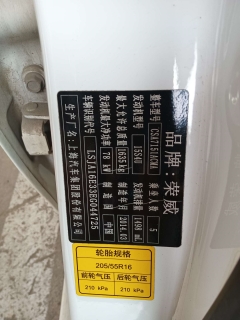 品牌：荣威
整车型号 CSA7151ACMA 乘坐人数 5
发动机型号 15S4U 发动机排量 1498 mL
最大允许总质量 1635 kg 制造年月 2014.03
发动机最大净功率 78 kW 制造国 中国
车辆识别代号 LSJA16E33EG044725
生产厂名：上海汽车集团股份有限公司
轮胎规格
205/55R16
前轮气压 后轮气压
210 kPa 210 kPa